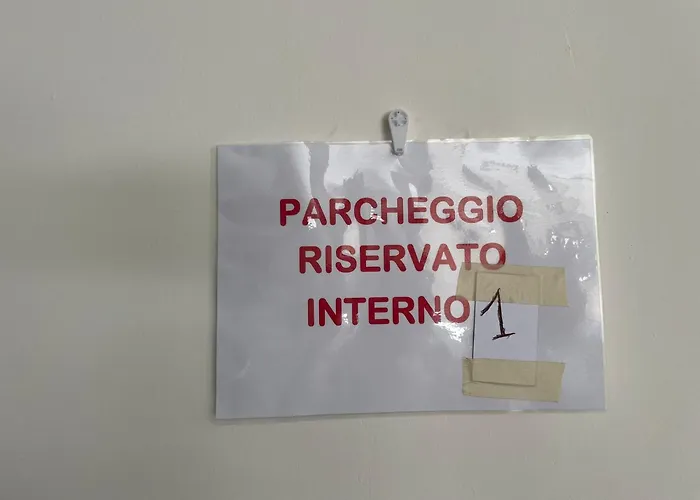 PARCHEGGIO
RISERVATO
INTERNO 1